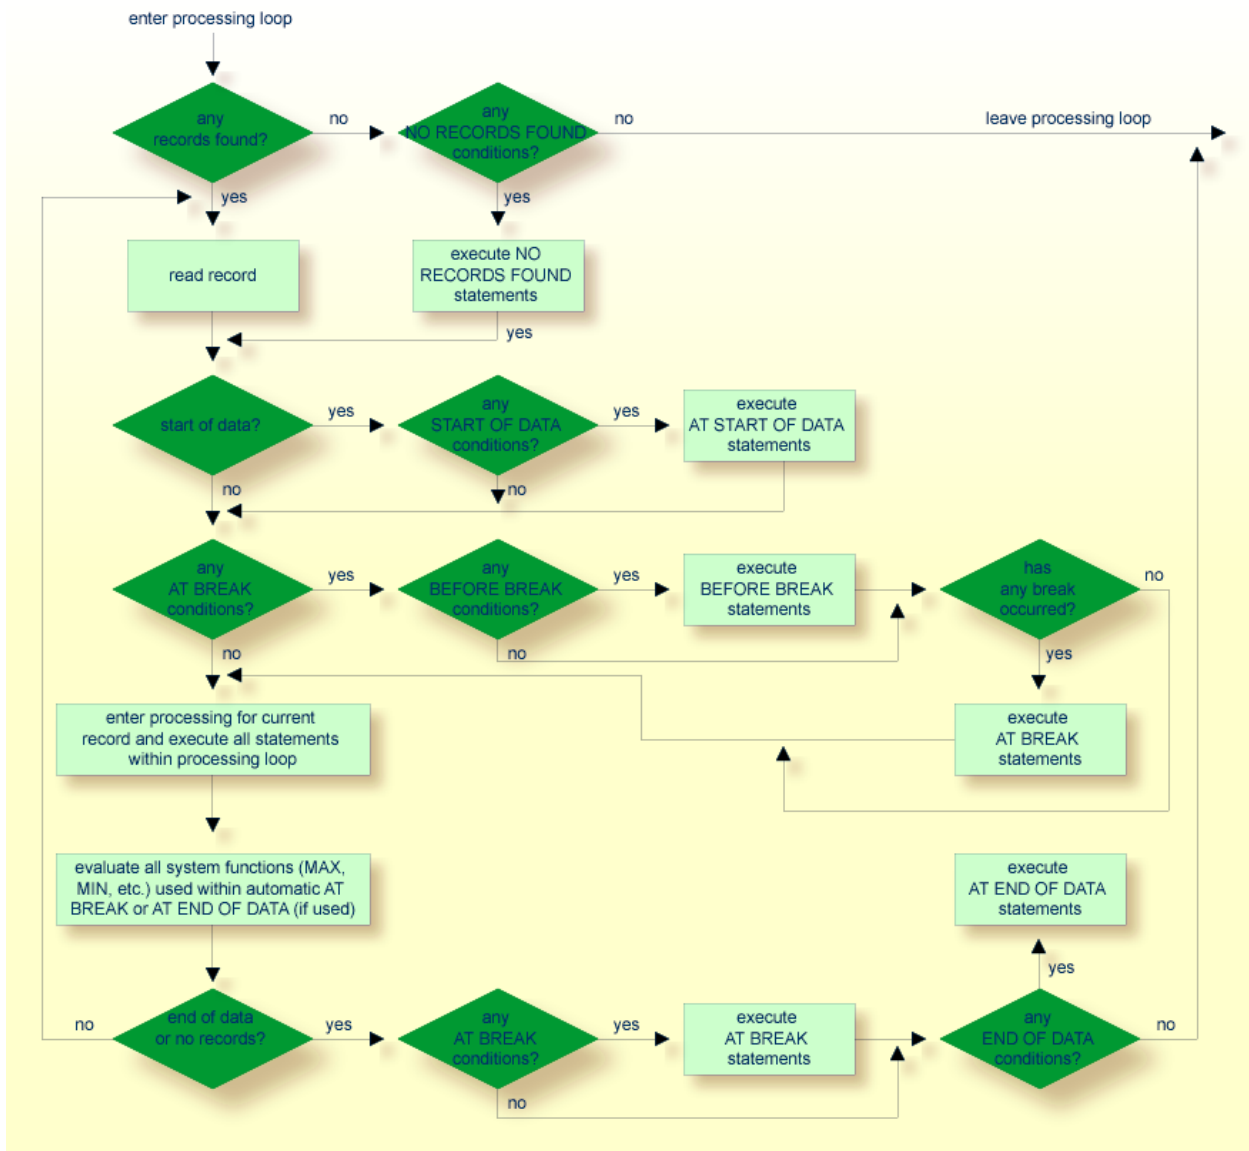 enter processing loop
any
records found?
no
any
NO RECORDS FOUND
conditions?
no
leave processing loop
yes
yes
read record
execute NO
RECORDS FOUND
statements
yes
start of data?
yes
any
START OF DATA
conditions?
yes
execute
AT START OF DATA
statements
no
no
any
AT BREAK
conditions?
yes
any
BEFORE BREAK
conditions?
yes
execute
BEFORE BREAK
statements
has
any break
occurred?
no
no
no
yes
enter processing for current
record and execute all statements
within processing loop
execute
AT BREAK
statements
evaluate all system functions (MAX,
MIN, etc.) used within automatic AT
BREAK or AT END OF DATA (if used)
execute
AT END OF DATA
statements
yes
no
end of data
or no records?
yes
any
AT BREAK
conditions?
yes
execute
AT BREAK
statements
any
END OF DATA
conditions?
no
no